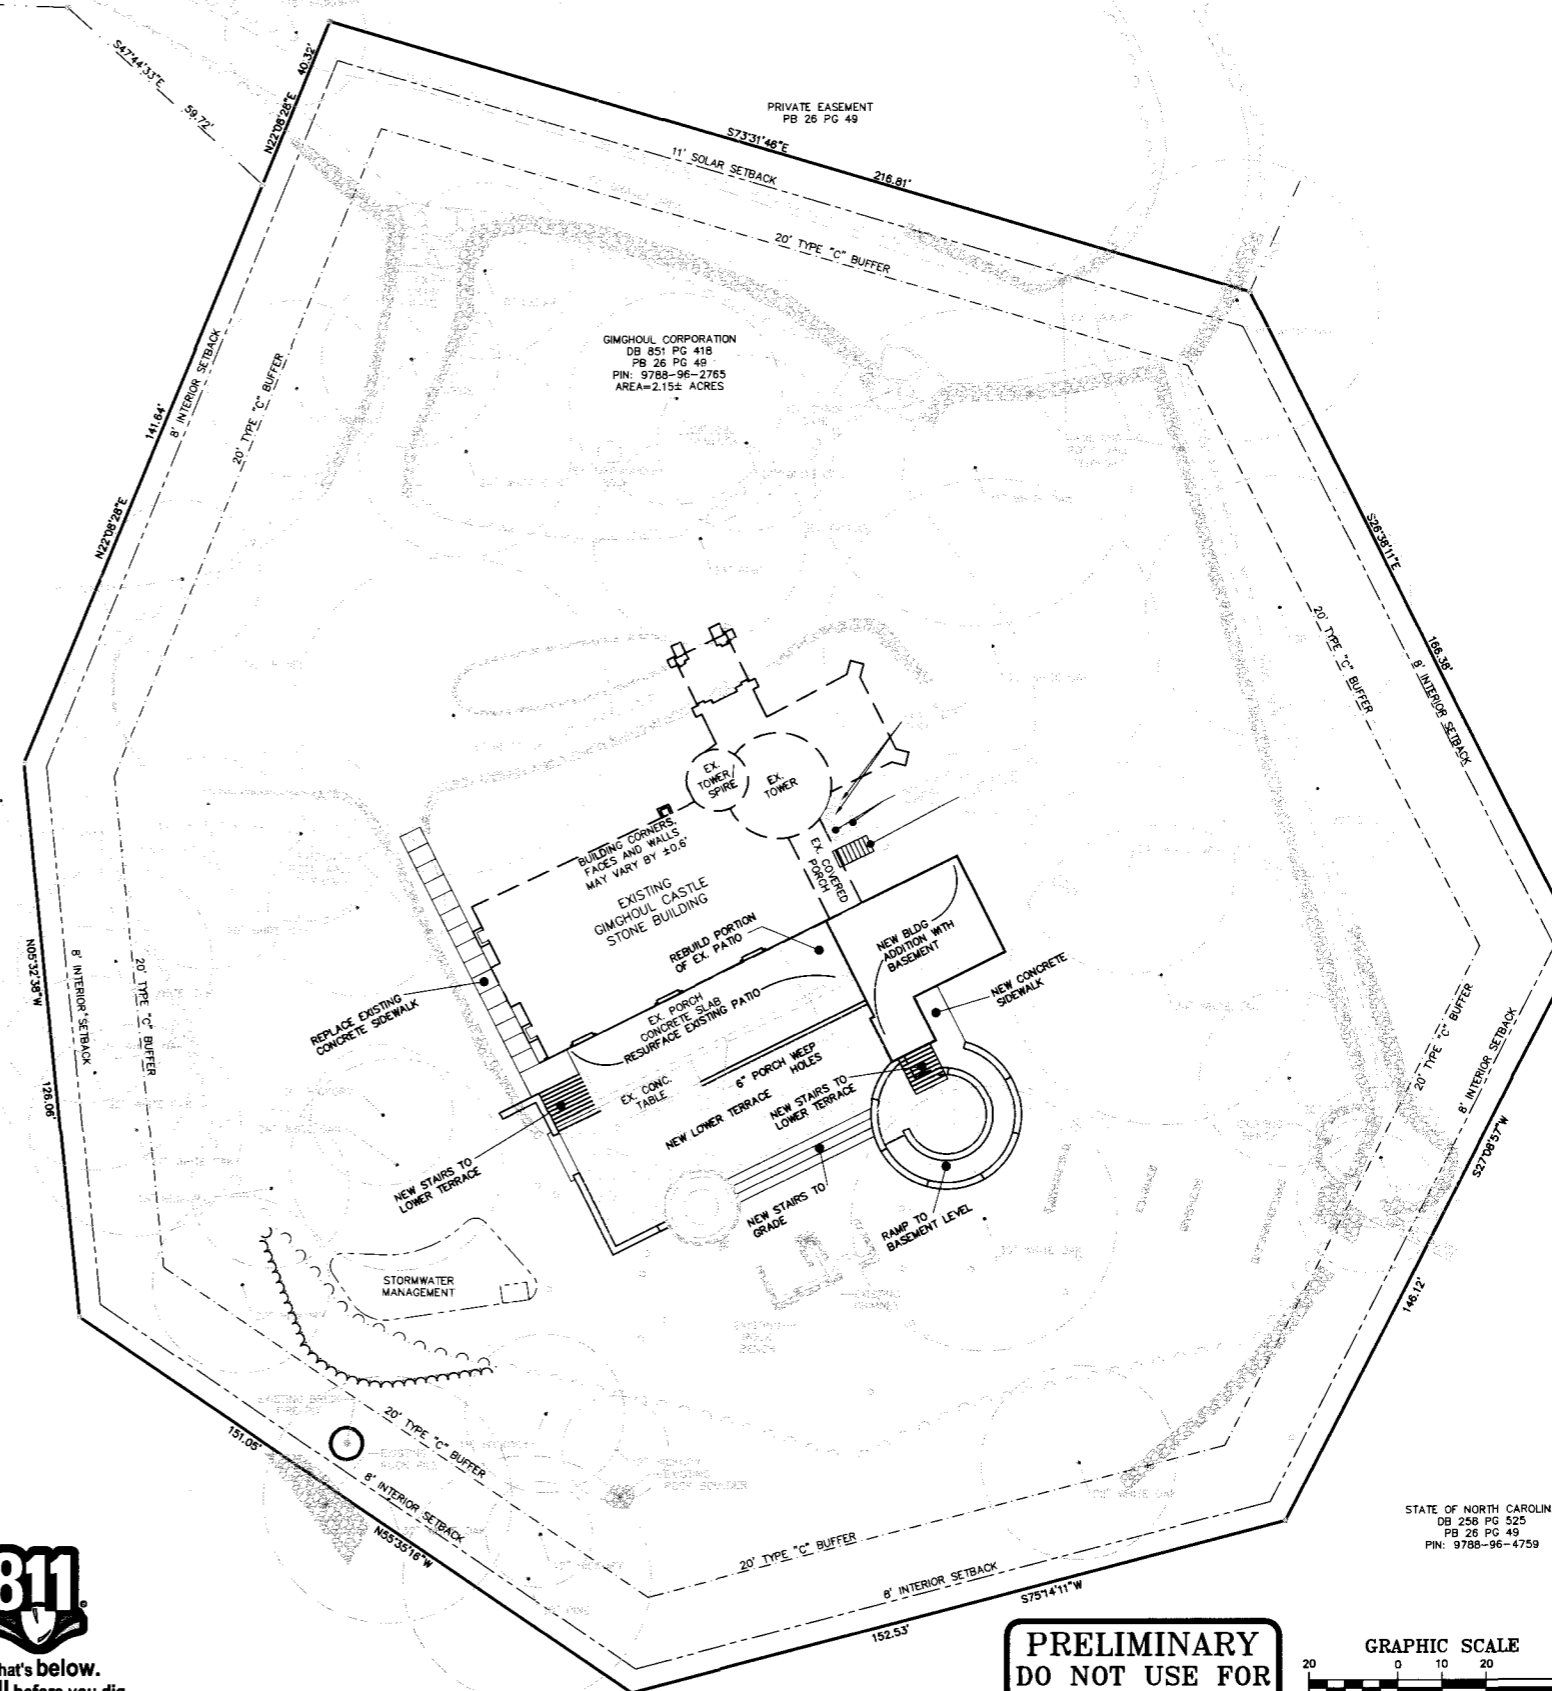 S47°44'33"E
59.72'
N22°08'28"E
40.32'
PRIVATE EASEMENT
PB 26 PG 49
S73°31'46"E
216.81'
11' SOLAR SETBACK
20' TYPE "C" BUFFER
GIMGHOUL CORPORATION
DB 851 PG 418
PB 26 PG 49
PIN: 9788-96-2765
AREA=2.15± ACRES
8' INTERIOR SETBACK
20' TYPE "C" BUFFER
141.64'
N22°08'28"E
S26°38'11"E
166.38'
20' TYPE "C" BUFFER
8' INTERIOR SETBACK
EX.
TOWER/
SPIRE
EX.
TOWER
BUILDING CORNERS,
FACES AND WALLS
MAY VARY BY ±0.6'
EX. COVERED
PORCH
EXISTING
GIMGHOUL CASTLE
STONE BUILDING
REBUILD PORTION
OF EX. PATIO
NEW BLDG
ADDITION WITH
BASEMENT
NEW CONCRETE
SIDEWALK
REPLACE EXISTING
CONCRETE SIDEWALK
EX. PORCH
CONCRETE SLAB
RESURFACE EXISTING PATIO
6" PORCH WEEP
HOLES
EX. CONC.
TABLE
NEW LOWER TERRACE
NEW STAIRS TO
LOWER TERRACE
NEW STAIRS TO
LOWER TERRACE
NEW STAIRS TO
GRADE
RAMP TO
BASEMENT LEVEL
N05°32'38"W
126.06'
8' INTERIOR SETBACK
20' TYPE "C" BUFFER
20' TYPE "C" BUFFER
8' INTERIOR SETBACK
S27°08'57"W
146.12'
STORMWATER
MANAGEMENT
EXISTING
151.05'
N55°35'16"W
20' TYPE "C" BUFFER
8' INTERIOR SETBACK
EXISTING
20' TYPE "C" BUFFER
8' INTERIOR SETBACK
S75°14'11"W
152.53'
STATE OF NORTH CAROLIN
DB 258 PG 525
PB 26 PG 49
PIN: 9788-96-4759
811
hat's below.
before you dig
PRELIMINARY
DO NOT USE FOR
GRAPHIC SCALE
20 0 10 20